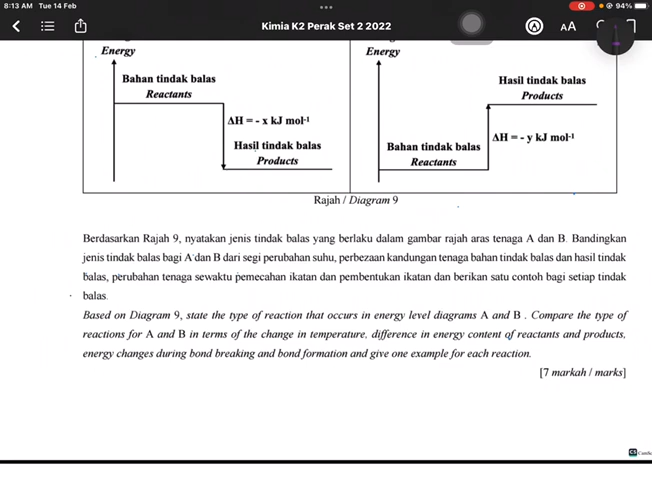 8:13 AM Tue 14 Feb
94%
Kimia K2 Perak Set 2 2022
AA
Energy
Energy
Bahan tindak balas
Reactants
Hasil tindak balas
Products
ΔH = - x kJ mol-1
ΔH = - y kJ mol-1
Hasil tindak balas
Products
Bahan tindak balas
Reactants
Rajah / Diagram 9
Berdasarkan Rajah 9, nyatakan jenis tindak balas yang berlaku dalam gambar rajah aras tenaga A dan B. Bandingkan
jenis tindak balas bagi A dan B dari segi perubahan suhu, perbezaan kandungan tenaga bahan tindak balas dan hasil tindak
balas, perubahan tenaga sewaktu pemecahan ikatan dan pembentukan ikatan dan berikan satu contoh bagi setiap tindak
balas.
Based on Diagram 9, state the type of reaction that occurs in energy level diagrams A and B . Compare the type of
reactions for A and B in terms of the change in temperature, difference in energy content of reactants and products,
energy changes during bond breaking and bond formation and give one example for each reaction.
[7 markah / marks]
CS